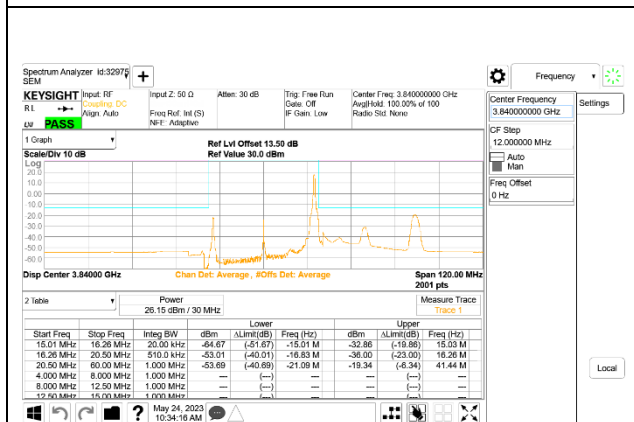 Spectrum Analyzer Id:32975
SEM
Frequency
KEYSIGHT Input: RF
Coupling: DC
Align: Auto
Input Z: 50 Ω
Freq Ref: Int (S)
NFE: Adaptive
Atten: 30 dB
Trig: Free Run
Gate: Off
IF Gain: Low
Center Freq: 3.840000000 GHz
Avg|Hold: 100.00% of 100
Radio Std: None
PASS
Center Frequency
3.840000000 GHz
Settings
CF Step
12.000000 MHz
Auto
Man
Freq Offset
0 Hz
1 Graph
Scale/Div 10 dB
Ref Lvl Offset 13.50 dB
Ref Value 30.0 dBm
Log
20.0
10.0
0.00
-10.0
-20.0
-30.0
-40.0
-50.0
-60.0
Disp Center 3.84000 GHz
Chan Det: Average , #Offs Det: Average
Span 120.00 MHz
2001 pts
2 Table
Power
26.15 dBm / 30 MHz
Measure Trace
Trace 1
Lower Upper
Start Freq Stop Freq Integ BW dBm ∆Limit(dB) Freq (Hz) dBm ∆Limit(dB) Freq (Hz)
15.01 MHz 16.26 MHz 20.00 kHz -64.67 (-51.67) -15.01 M -32.86 (-19.86) 15.03 M
16.26 MHz 20.50 MHz 510.0 kHz -53.01 (-40.01) -16.83 M -36.00 (-23.00) 16.26 M
20.50 MHz 60.00 MHz 1.000 MHz -53.69 (-40.69) -21.09 M -19.34 (-6.34) 41.44 M
4.000 MHz 8.000 MHz 1.000 MHz --- (---) --- --- (---) ---
8.000 MHz 12.50 MHz 1.000 MHz --- (---) --- --- (---) ---
12.50 MHz 15.00 MHz 1.000 MHz --- (---) --- --- (---) ---
Local
May 24, 2023
10:34:16 AM